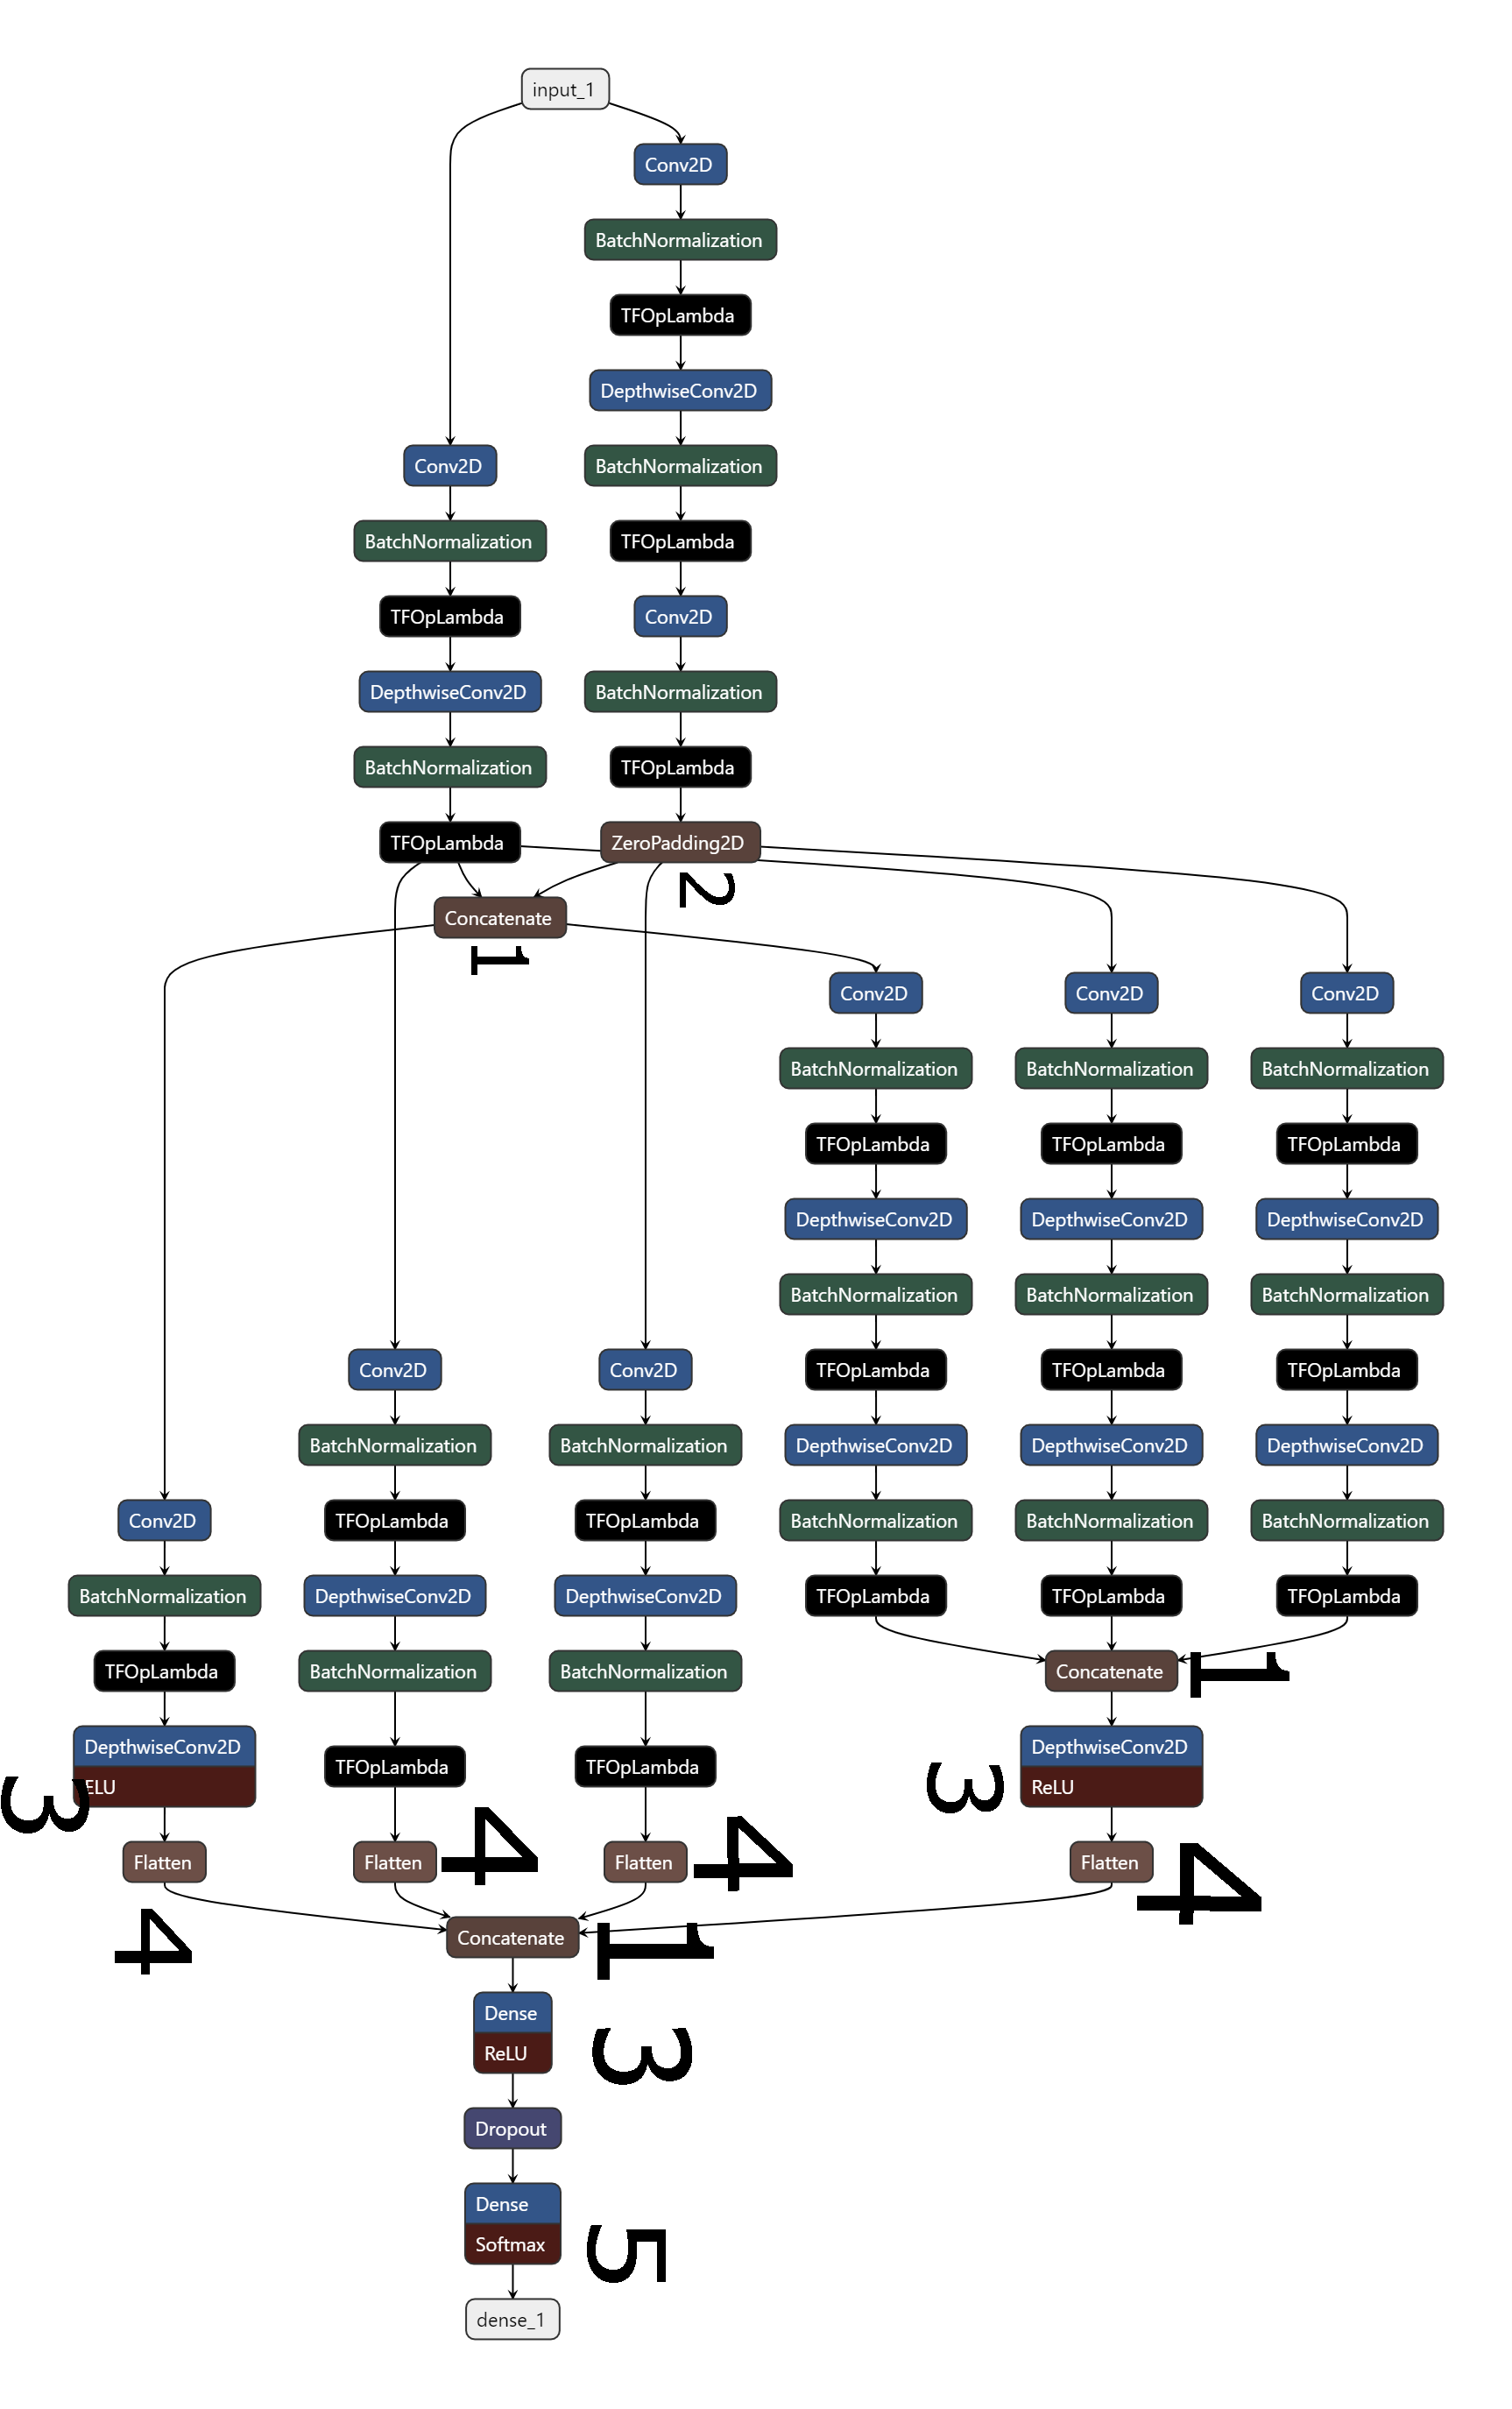 input_1
Conv2D
BatchNormalization
TFOpLambda
DepthwiseConv2D
Conv2D BatchNormalization
BatchNormalization TFOpLambda
TFOpLambda Conv2D
DepthwiseConv2D BatchNormalization
BatchNormalization TFOpLambda
TFOpLambda ZeroPadding2D
2
Concatenate
1
Conv2D Conv2D Conv2D
BatchNormalization BatchNormalization BatchNormalization
TFOpLambda TFOpLambda TFOpLambda
DepthwiseConv2D DepthwiseConv2D DepthwiseConv2D
BatchNormalization BatchNormalization BatchNormalization
Conv2D Conv2D TFOpLambda TFOpLambda TFOpLambda
BatchNormalization BatchNormalization DepthwiseConv2D DepthwiseConv2D DepthwiseConv2D
Conv2D TFOpLambda TFOpLambda BatchNormalization BatchNormalization BatchNormalization
BatchNormalization DepthwiseConv2D DepthwiseConv2D TFOpLambda TFOpLambda TFOpLambda
TFOpLambda BatchNormalization BatchNormalization Concatenate 1
DepthwiseConv2D TFOpLambda TFOpLambda DepthwiseConv2D
3 ELU 3 ReLU
Flatten Flatten 4 Flatten 4 Flatten 4
4 Concatenate 1
Dense
ReLU 3
Dropout
Dense
Softmax 5
dense_1